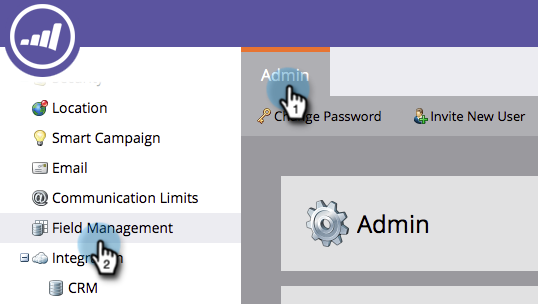 Admin
1
Change Password
Invite New User
Security
Location
Smart Campaign
Email
Communication Limits
Field Management
2
Integration
CRM
Admin